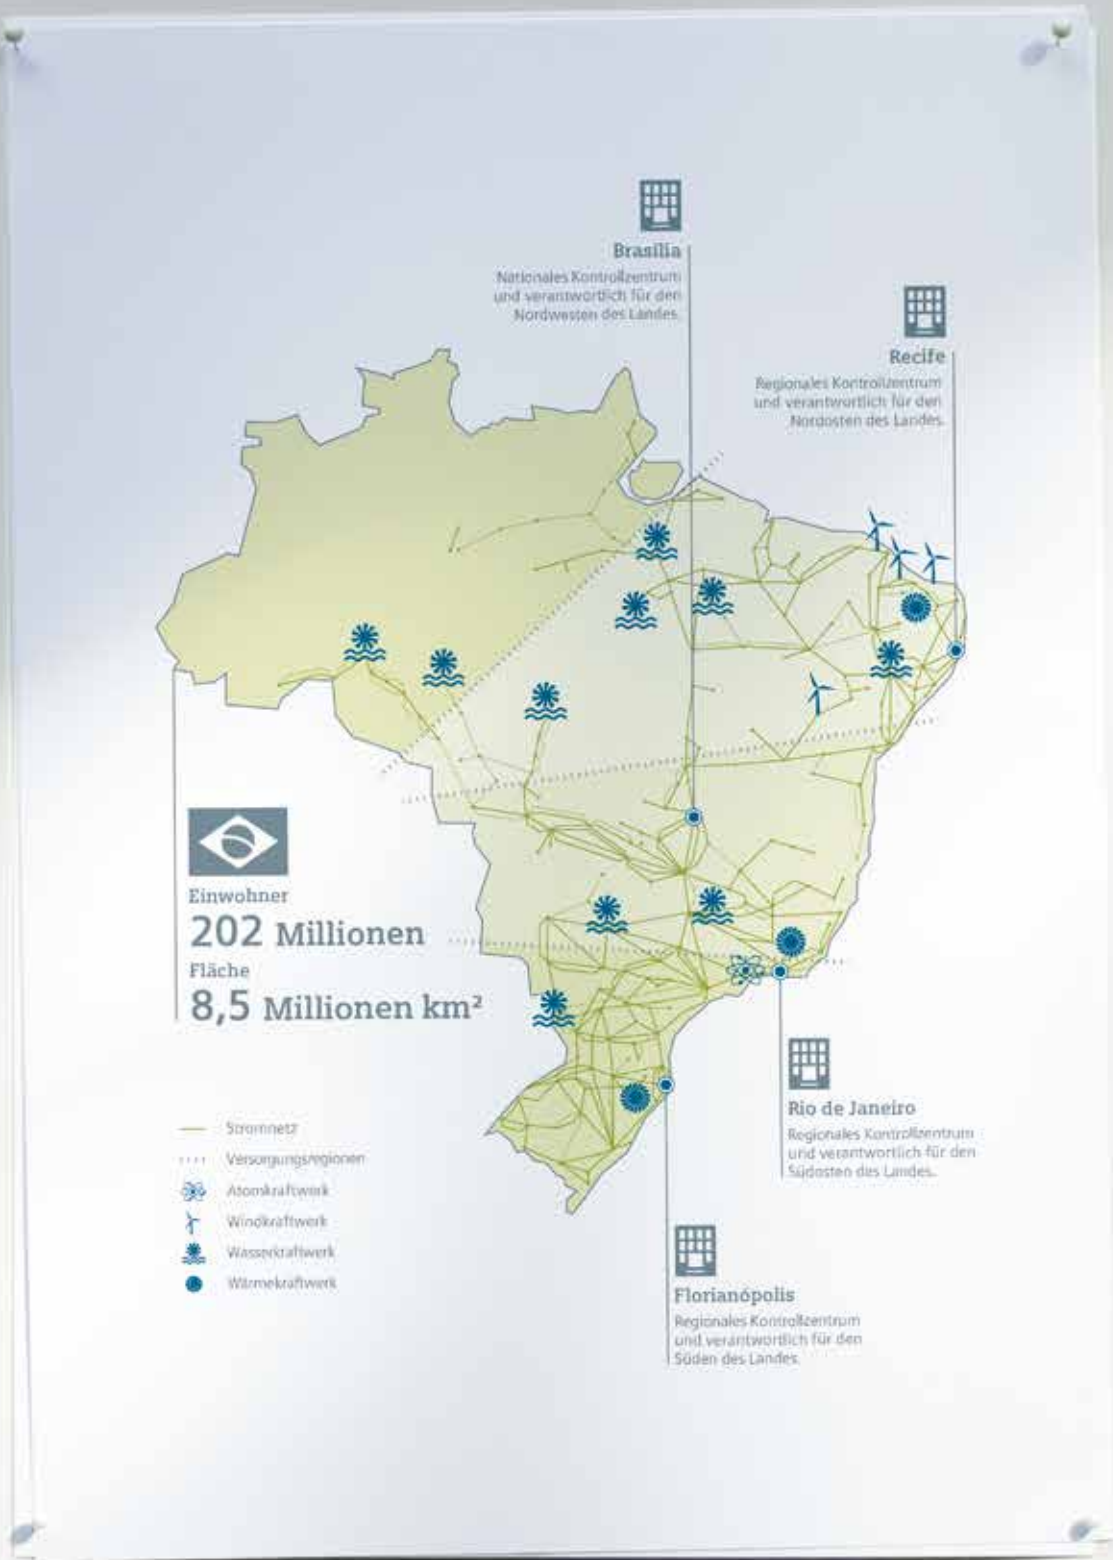 Brasília
Nationales Kontrollzentrum
und verantwortlich für den
Nordwesten des Landes.
Recife
Regionales Kontrollzentrum
und verantwortlich für den
Nordosten des Landes.
Einwohner
202 Millionen
Fläche
8,5 Millionen km²
Stromnetz
Versorgungsregionen
Atomkraftwerk
Windkraftwerk
Wasserkraftwerk
Wärmekraftwerk
Rio de Janeiro
Regionales Kontrollzentrum
und verantwortlich für den
Südosten des Landes.
Florianópolis
Regionales Kontrollzentrum
und verantwortlich für den
Süden des Landes.